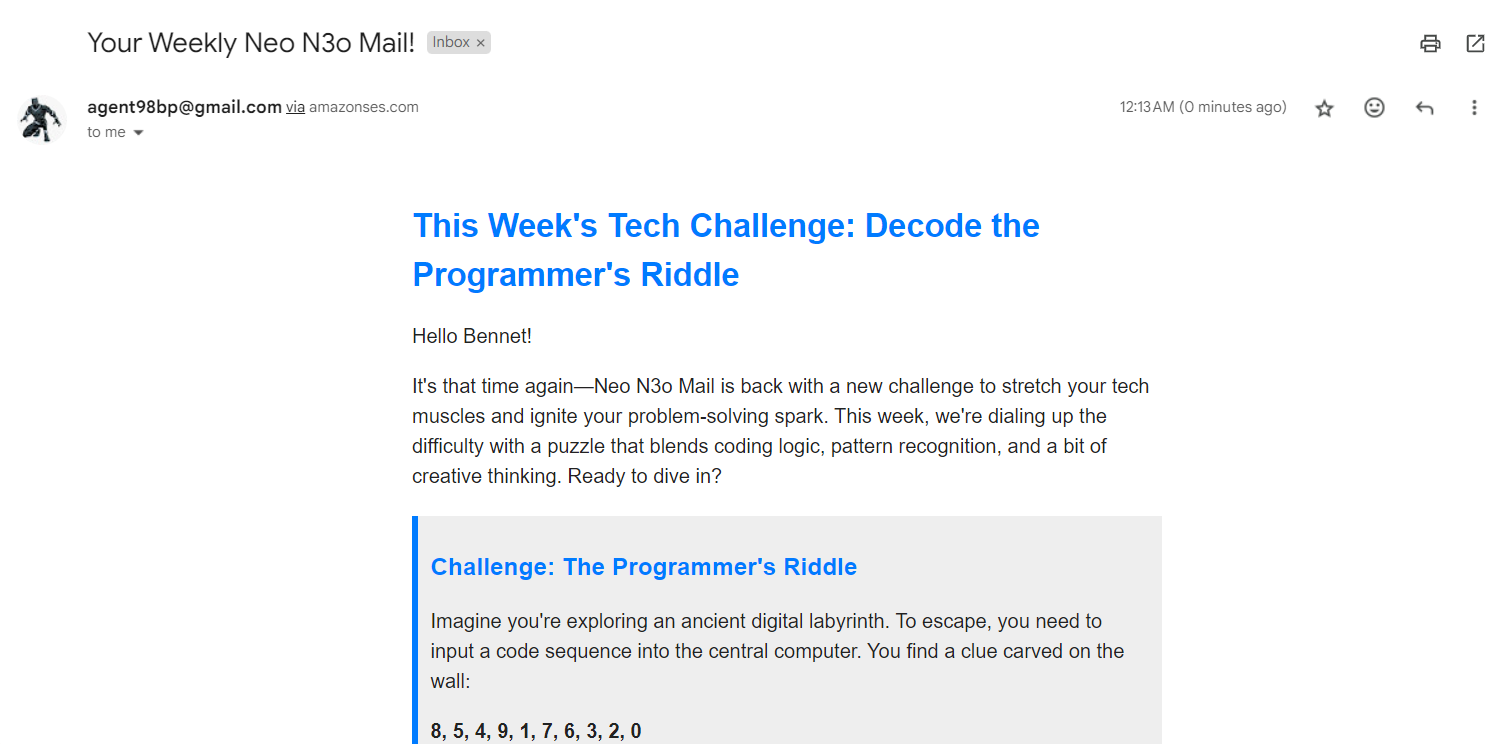 Your Weekly Neo N3o Mail! Inbox ×
agent98bp@gmail.com via amazonses.com 12:13 AM (0 minutes ago)
to me
This Week's Tech Challenge: Decode the
Programmer's Riddle
Hello Bennet!
It's that time again—Neo N3o Mail is back with a new challenge to stretch your tech
muscles and ignite your problem-solving spark. This week, we're dialing up the
difficulty with a puzzle that blends coding logic, pattern recognition, and a bit of
creative thinking. Ready to dive in?
Challenge: The Programmer's Riddle
Imagine you're exploring an ancient digital labyrinth. To escape, you need to
input a code sequence into the central computer. You find a clue carved on the
wall:
8, 5, 4, 9, 1, 7, 6, 3, 2, 0